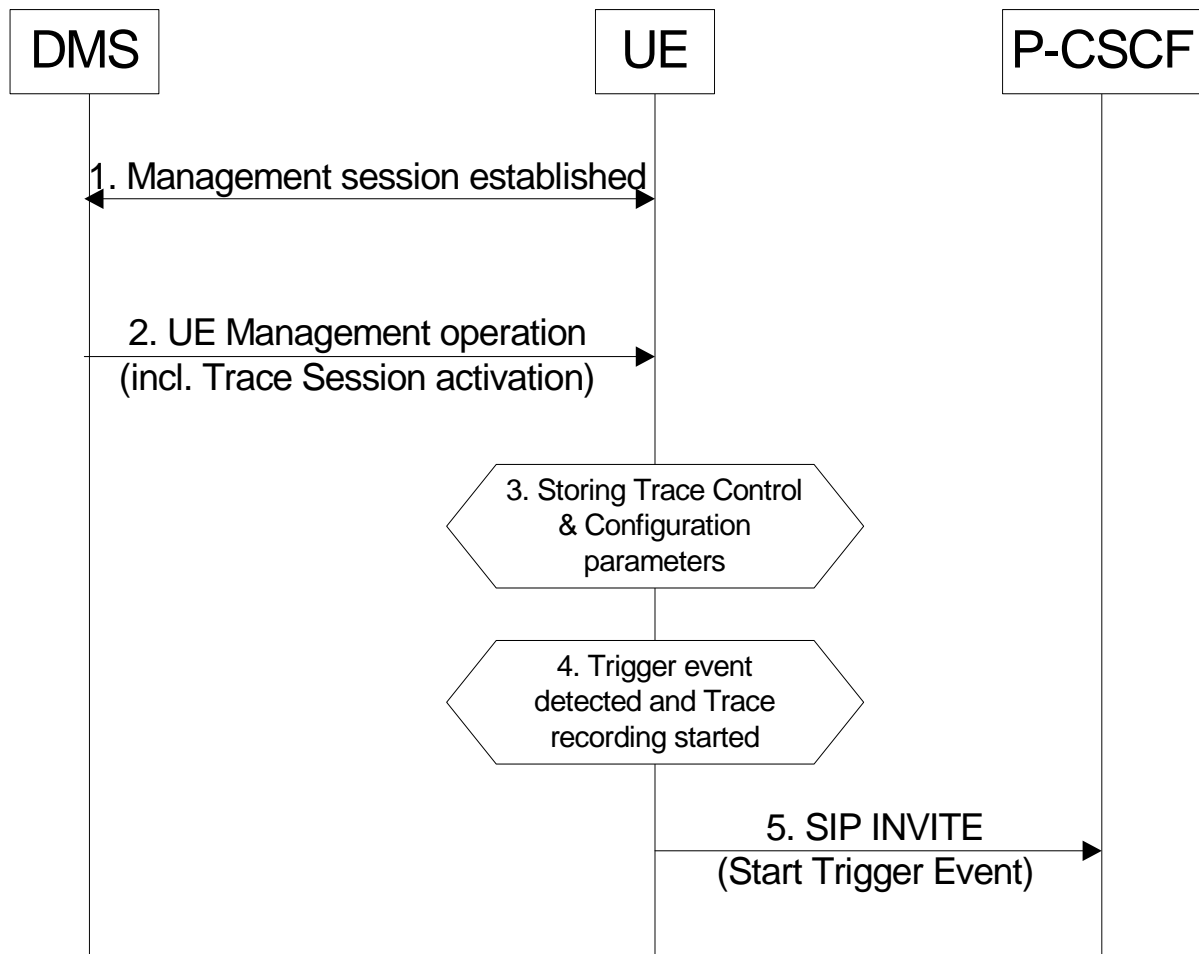 DMS
UE
P-CSCF
1. Management session established
2. UE Management operation
(incl. Trace Session activation)
3. Storing Trace Control
& Configuration
parameters
4. Trigger event
detected and Trace
recording started
5. SIP INVITE
(Start Trigger Event)